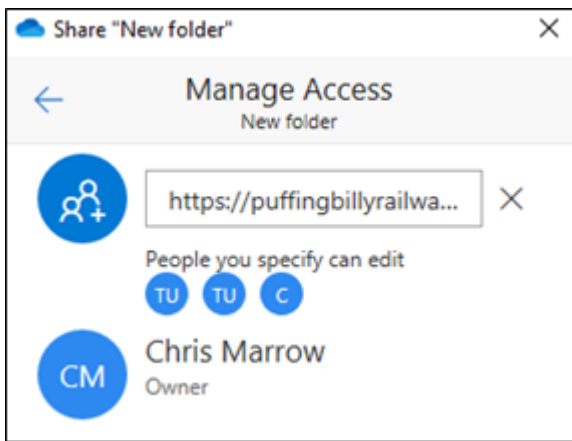 Share "New folder"
Manage Access
New folder
https://puffingbillyrailwa...
People you specify can edit
TU TU C
CM
Chris Marrow
Owner